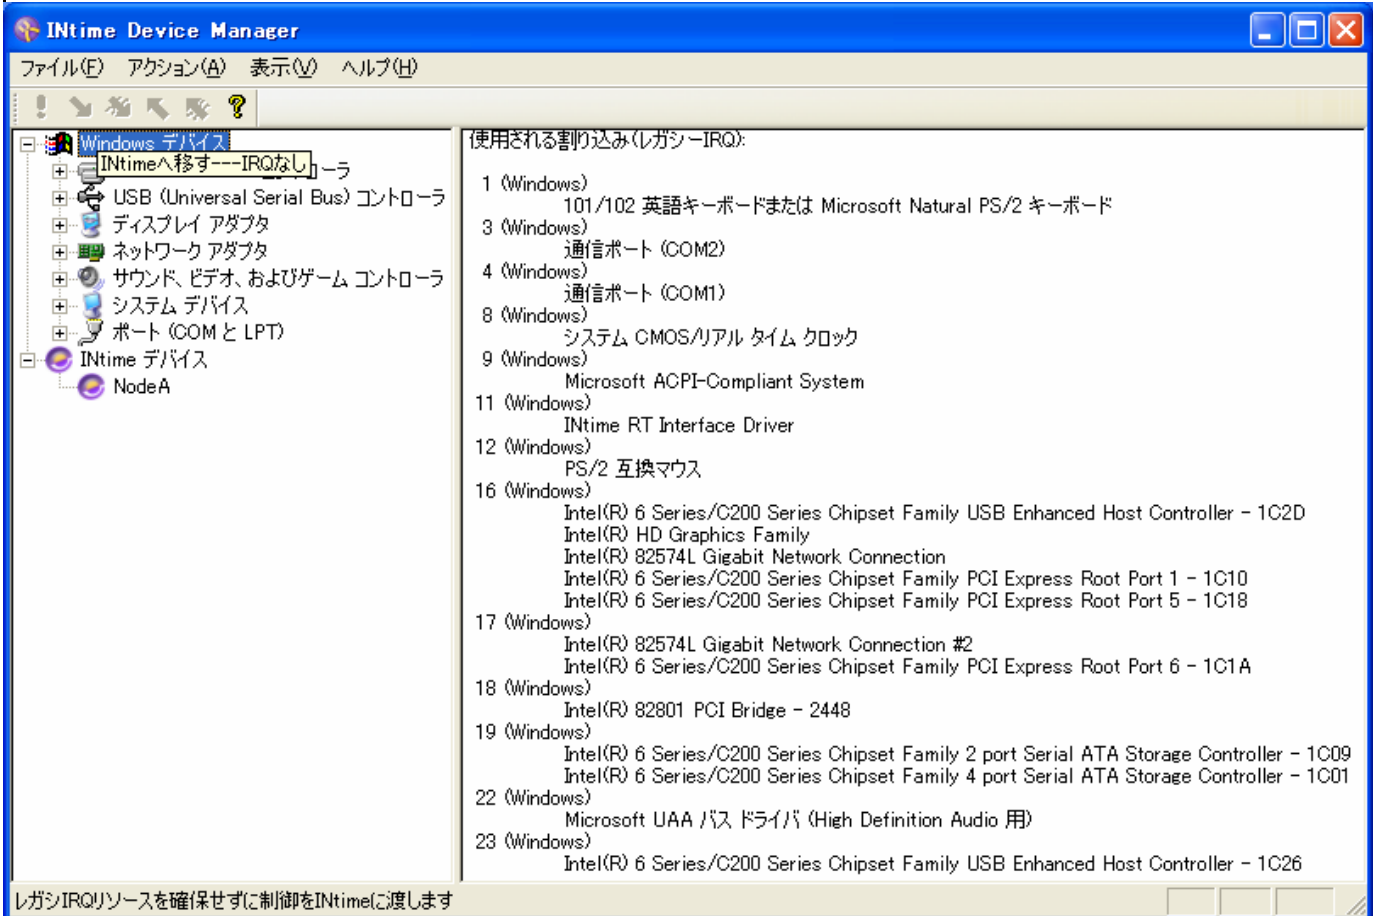 INtime Device Manager
ファイル(F) アクション(A) 表示(V) ヘルプ(H)
Windows デバイス
INtimeへ移す---IRQなし
ローラ
USB (Universal Serial Bus) コントローラ
ディスプレイ アダプタ
ネットワーク アダプタ
サウンド、ビデオ、およびゲーム コントローラ
システム デバイス
ポート (COM と LPT)
INtime デバイス
NodeA
使用される割り込み(レガシーIRQ):
1 (Windows)
101/102 英語キーボードまたは Microsoft Natural PS/2 キーボード
3 (Windows)
通信ポート (COM2)
4 (Windows)
通信ポート (COM1)
8 (Windows)
システム CMOS/リアル タイム クロック
9 (Windows)
Microsoft ACPI-Compliant System
11 (Windows)
INtime RT Interface Driver
12 (Windows)
PS/2 互換マウス
16 (Windows)
Intel(R) 6 Series/C200 Series Chipset Family USB Enhanced Host Controller - 1C2D
Intel(R) HD Graphics Family
Intel(R) 82574L Gigabit Network Connection
Intel(R) 6 Series/C200 Series Chipset Family PCI Express Root Port 1 - 1C10
Intel(R) 6 Series/C200 Series Chipset Family PCI Express Root Port 5 - 1C18
17 (Windows)
Intel(R) 82574L Gigabit Network Connection #2
Intel(R) 6 Series/C200 Series Chipset Family PCI Express Root Port 6 - 1C1A
18 (Windows)
Intel(R) 82801 PCI Bridge - 2448
19 (Windows)
Intel(R) 6 Series/C200 Series Chipset Family 2 port Serial ATA Storage Controller - 1C09
Intel(R) 6 Series/C200 Series Chipset Family 4 port Serial ATA Storage Controller - 1C01
22 (Windows)
Microsoft UAA バス ドライバ (High Definition Audio 用)
23 (Windows)
Intel(R) 6 Series/C200 Series Chipset Family USB Enhanced Host Controller - 1C26
レガシIRQリソースを確保せずに制御をINtimeに渡します